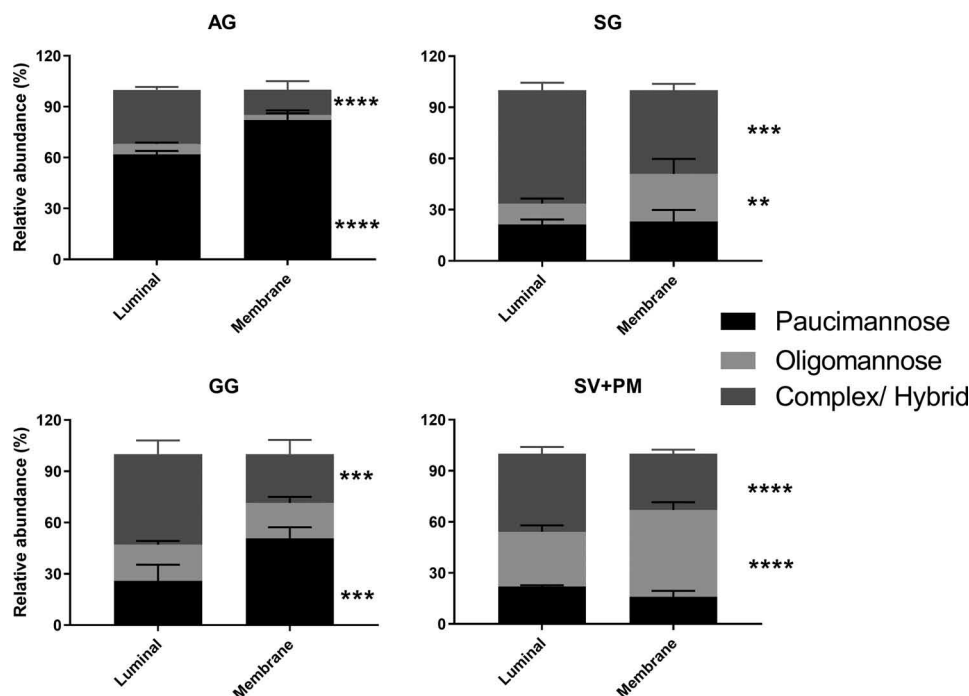 AG
Relative abundance (%)
120
90
60
30
0
****
****
Luminal
Membrane
SG
120
90
60
30
0
***
**
Luminal
Membrane
Paucimannose
Oligomannose
Complex/ Hybrid
GG
Relative abundance (%)
120
90
60
30
0
***
***
Luminal
Membrane
SV+PM
120
90
60
30
0
****
****
Luminal
Membrane